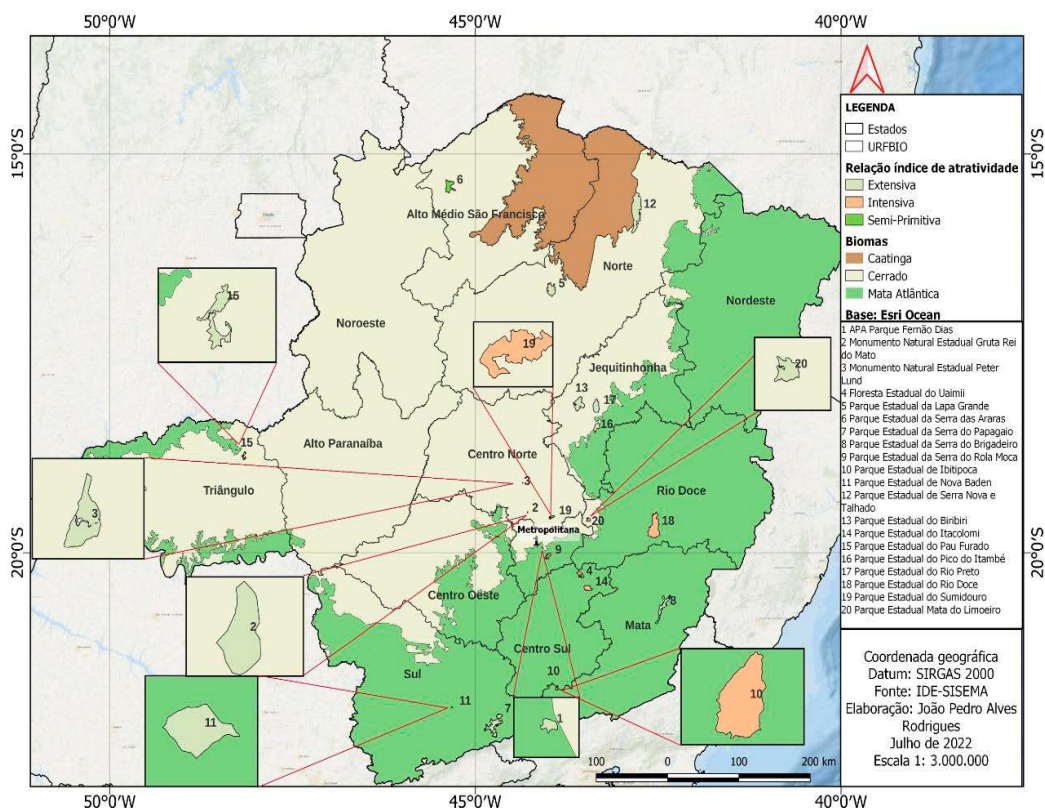 50°0'W 45°0'W 40°0'W
15°0'S
20°0'S
15°0'S
20°0'S
50°0'W 45°0'W 40°0'W
Alto Médio São Francisco
Norte
Nordeste
Noroeste
Jequitinhonha
Alto Paranaíba
Centro Norte
Triângulo
Rio Doce
Metropolitana
Centro Oeste
Mata
Centro Sul
Sul
6
12
5
15
19
20
13
17
16
15
3
2
19
20
18
1
9
4
14
8
3
2
10
11
7
11
1
10
100 0 100 200 km
LEGENDA
Estados
URFBIO
Relação índice de atratividade
Extensiva
Intensiva
Semi-Primitiva
Biomas
Caatinga
Cerrado
Mata Atlântica
Base: Esri Ocean
1 APA Parque Fernão Dias
2 Monumento Natural Estadual Gruta Rei
do Mato
3 Monumento Natural Estadual Peter
Lund
4 Floresta Estadual do Uaimii
5 Parque Estadual da Lapa Grande
6 Parque Estadual da Serra das Araras
7 Parque Estadual da Serra do Papagaio
8 Parque Estadual da Serra do Brigadeiro
9 Parque Estadual da Serra do Rola Moca
10 Parque Estadual de Ibitipoca
11 Parque Estadual de Nova Baden
12 Parque Estadual de Serra Nova e
Talhado
13 Parque Estadual do Biribiri
14 Parque Estadual do Itacolomi
15 Parque Estadual do Pau Furado
16 Parque Estadual do Pico do Itambé
17 Parque Estadual do Rio Preto
18 Parque Estadual do Rio Doce
19 Parque Estadual do Sumidouro
20 Parque Estadual Mata do Limoeiro
Coordenada geográfica
Datum: SIRGAS 2000
Fonte: IDE-SISEMA
Elaboração: João Pedro Alves
Rodrigues
Julho de 2022
Escala 1: 3.000.000